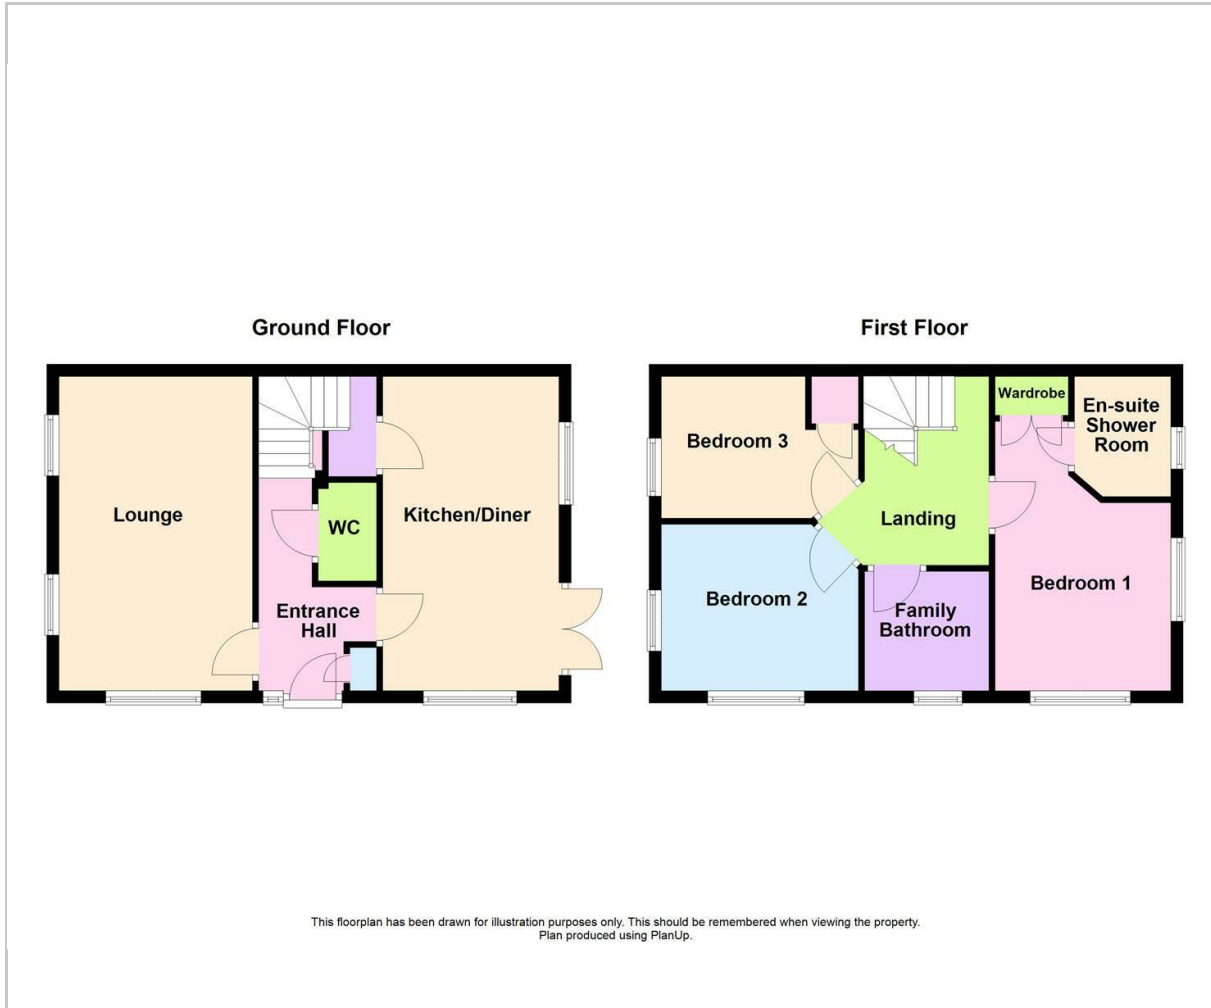 Ground Floor
Lounge
WC
Kitchen/Diner
Entrance
Hall
First Floor
Bedroom 3
Wardrobe
En-suite
Shower
Room
Landing
Bedroom 2
Family
Bathroom
Bedroom 1
This floorplan has been drawn for illustration purposes only. This should be remembered when viewing the property.
Plan produced using PlanUp.